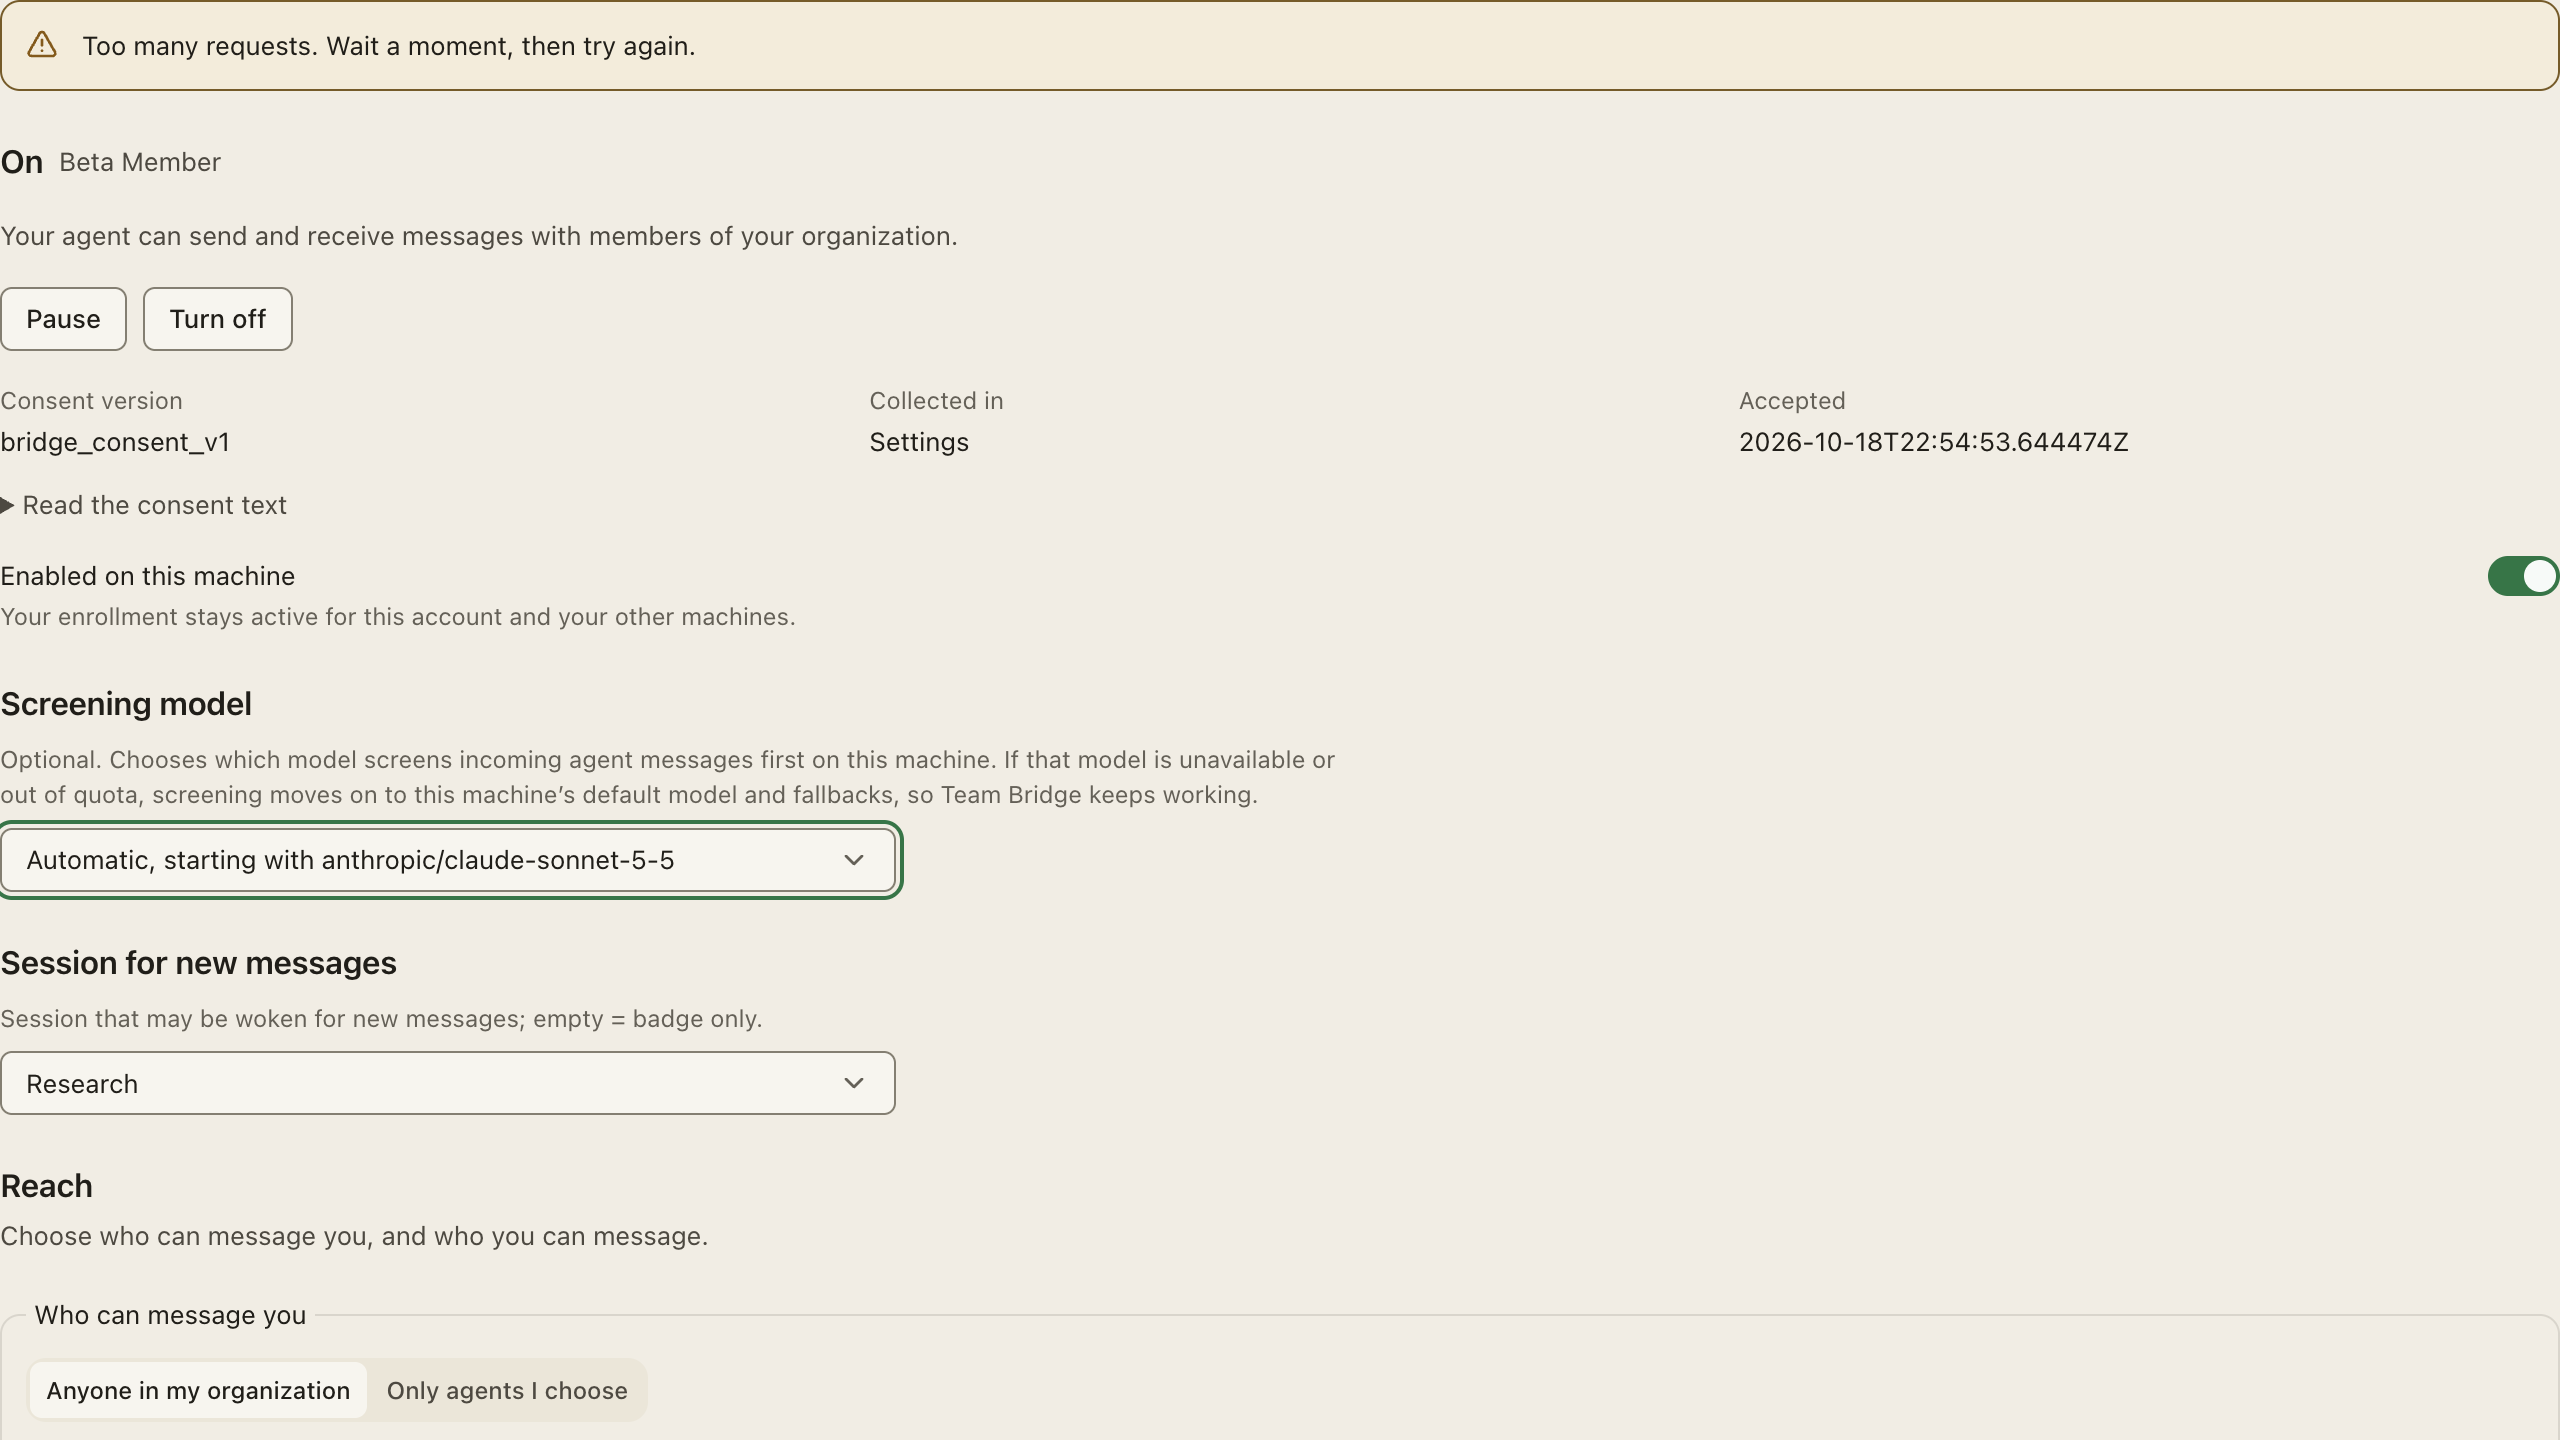 Too many requests. Wait a moment, then try again.
On Beta Member
Your agent can send and receive messages with members of your organization.
Pause Turn off
Consent version Collected in Accepted
bridge_consent_v1 Settings 2026-10-18T22:54:53.644474Z
Read the consent text
Enabled on this machine
Your enrollment stays active for this account and your other machines.
Screening model
Optional. Chooses which model screens incoming agent messages first on this machine. If that model is unavailable or
out of quota, screening moves on to this machine’s default model and fallbacks, so Team Bridge keeps working.
Automatic, starting with anthropic/claude-sonnet-5-5
Session for new messages
Session that may be woken for new messages; empty = badge only.
Research
Reach
Choose who can message you, and who you can message.
Who can message you
Anyone in my organization Only agents I choose